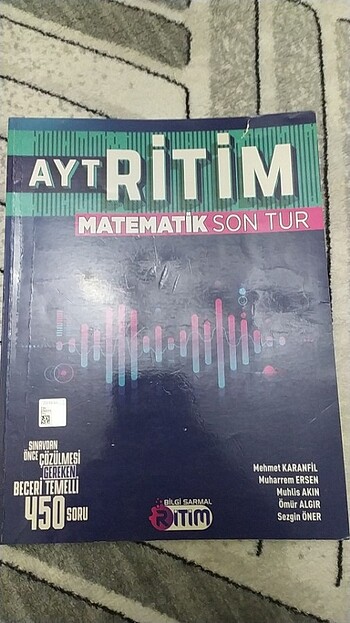 AYT RİTİM
MATEMATİK SON TUR
SINAVDAN
ÖNCE ÇÖZÜLMESİ
GEREKEN
BECERİ TEMELLİ
450 SORU
Mehmet KARANFİL
Muharrem ERSEN
Muhlis AKIN
Ömür ALGIR
Sezgin ÖNER
BİLGİ SARMAL
RİTİM